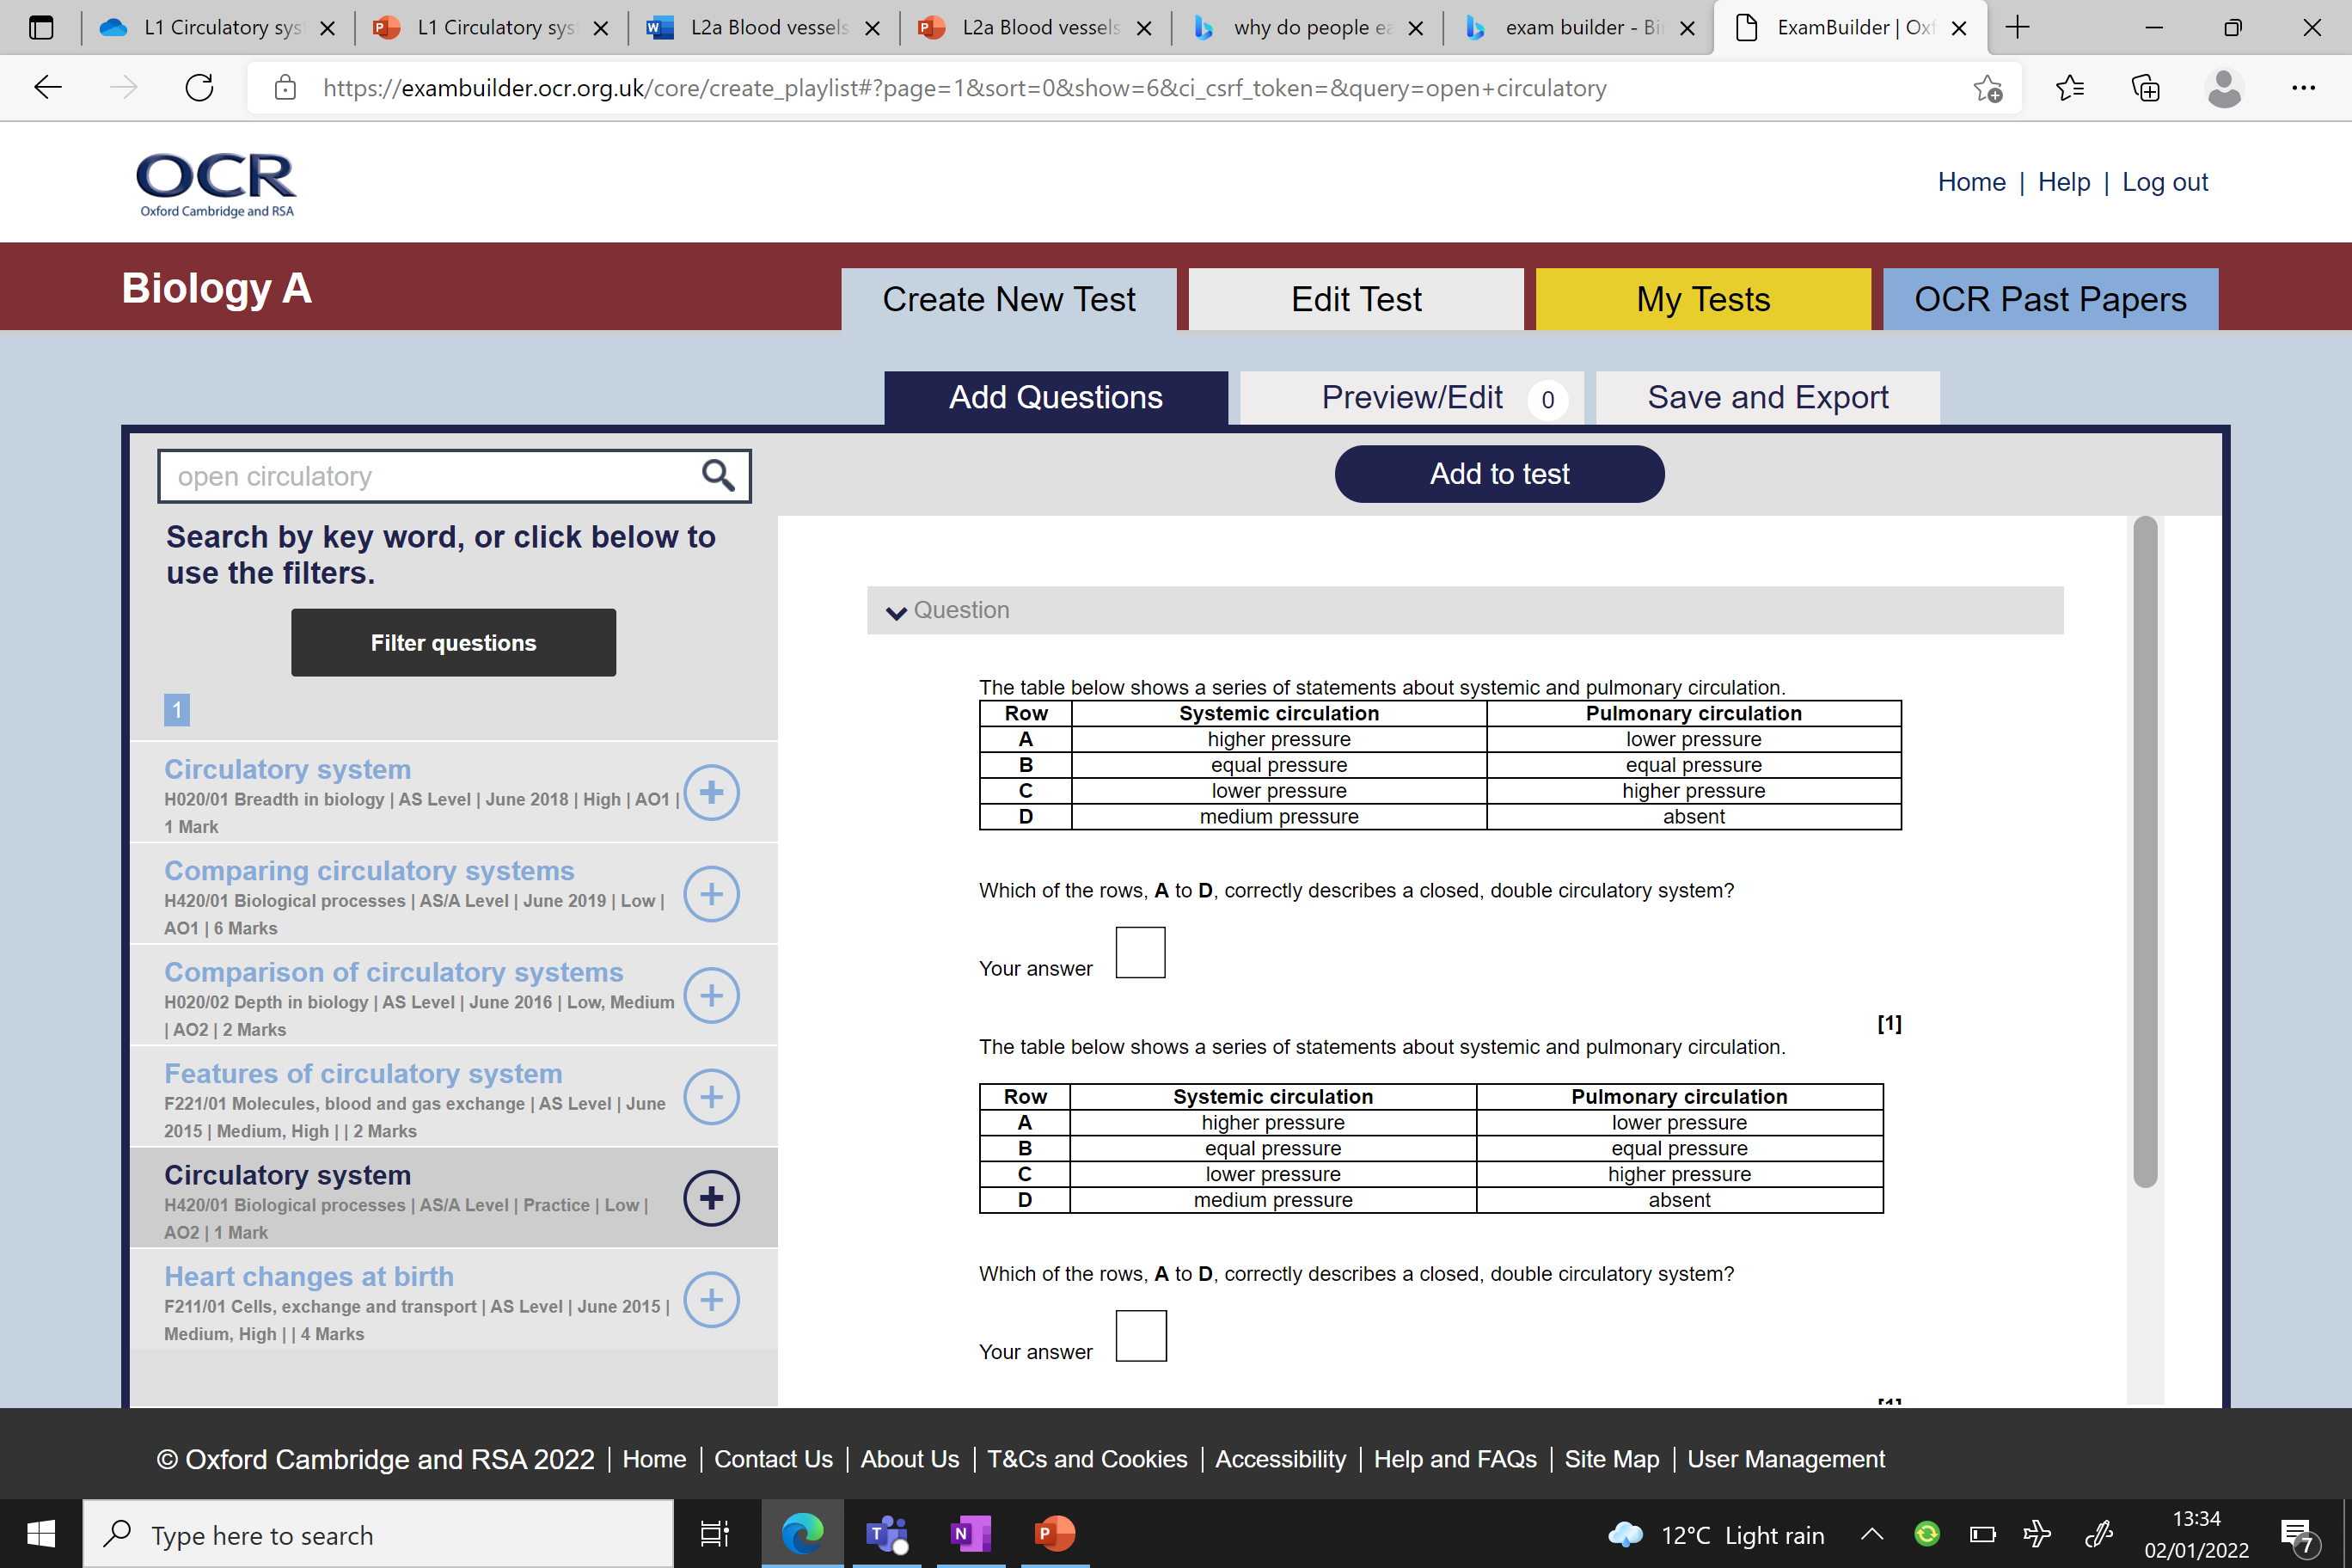 L1 Circulatory sys
L1 Circulatory sys
L2a Blood vessels
L2a Blood vessels
why do people ea
exam builder - Bi
ExamBuilder | Oxf
https://exambuilder.ocr.org.uk/core/create_playlist#?page=1&sort=0&show=6&ci_csrf_token=&query=open+circulatory
OCR
Oxford Cambridge and RSA
Home | Help | Log out
Biology A
Create New Test
Edit Test
My Tests
OCR Past Papers
Add Questions
Preview/Edit 0
Save and Export
open circulatory
Add to test
Search by key word, or click below to
use the filters.
Filter questions
1
Circulatory system
H020/01 Breadth in biology | AS Level | June 2018 | High | AO1 |
1 Mark
Comparing circulatory systems
H420/01 Biological processes | AS/A Level | June 2019 | Low |
AO1 | 6 Marks
Comparison of circulatory systems
H020/02 Depth in biology | AS Level | June 2016 | Low, Medium
| AO2 | 2 Marks
Features of circulatory system
F221/01 Molecules, blood and gas exchange | AS Level | June
2015 | Medium, High | | 2 Marks
Circulatory system
H420/01 Biological processes | AS/A Level | Practice | Low |
AO2 | 1 Mark
Heart changes at birth
F211/01 Cells, exchange and transport | AS Level | June 2015 |
Medium, High | | 4 Marks
Question
The table below shows a series of statements about systemic and pulmonary circulation.
Row Systemic circulation Pulmonary circulation
A higher pressure lower pressure
B equal pressure equal pressure
C lower pressure higher pressure
D medium pressure absent
Which of the rows, A to D, correctly describes a closed, double circulatory system?
Your answer
[1]
The table below shows a series of statements about systemic and pulmonary circulation.
Row Systemic circulation Pulmonary circulation
A higher pressure lower pressure
B equal pressure equal pressure
C lower pressure higher pressure
D medium pressure absent
Which of the rows, A to D, correctly describes a closed, double circulatory system?
Your answer
[1]
© Oxford Cambridge and RSA 2022 | Home | Contact Us | About Us | T&Cs and Cookies | Accessibility | Help and FAQs | Site Map | User Management
Type here to search
12°C Light rain
13:34
02/01/2022
7